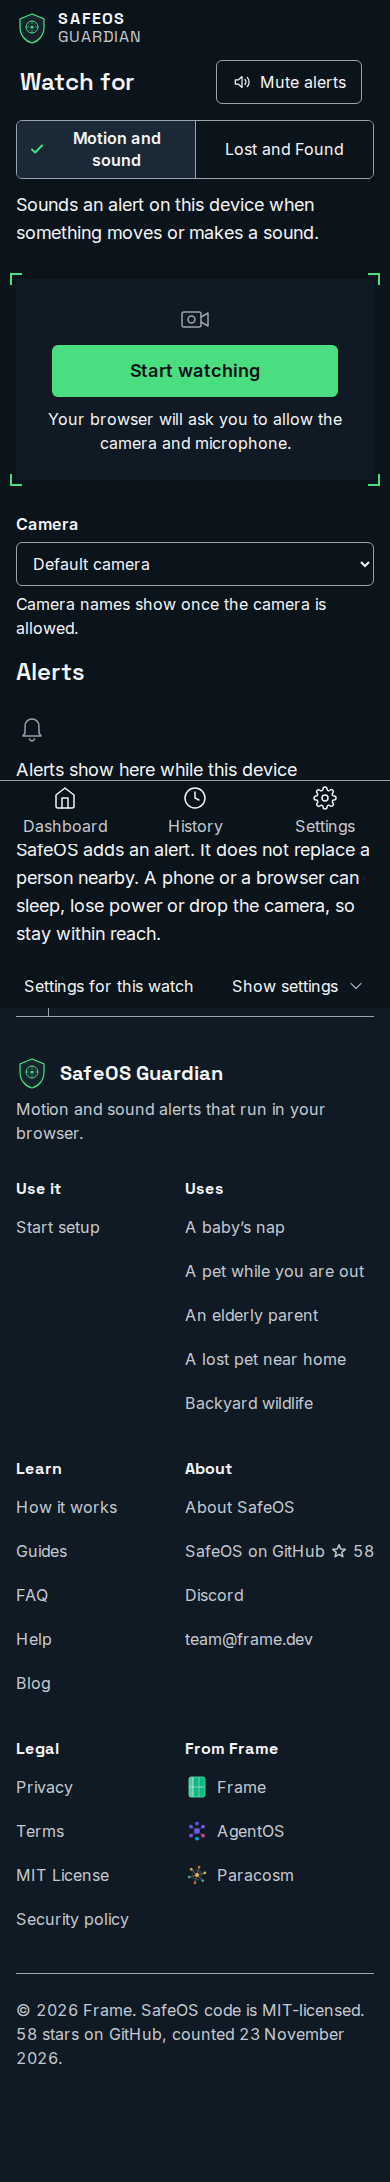 SAFEOS
GUARDIAN
Watch for
Mute alerts
Motion and
sound
Lost and Found
Sounds an alert on this device when
something moves or makes a sound.
Start watching
Your browser will ask you to allow the
camera and microphone.
Camera
Default camera
Camera names show once the camera is
allowed.
Alerts
Alerts show here while this device
Dashboard
History
Settings
SafeOS adds an alert. It does not replace a
person nearby. A phone or a browser can
sleep, lose power or drop the camera, so
stay within reach.
Settings for this watch
Show settings
SafeOS Guardian
Motion and sound alerts that run in your
browser.
Use it
Start setup
Uses
A baby’s nap
A pet while you are out
An elderly parent
A lost pet near home
Backyard wildlife
Learn
How it works
Guides
FAQ
Help
Blog
About
About SafeOS
SafeOS on GitHub ☆ 58
Discord
team@frame.dev
Legal
Privacy
Terms
MIT License
Security policy
From Frame
Frame
AgentOS
Paracosm
© 2026 Frame. SafeOS code is MIT-licensed.
58 stars on GitHub, counted 23 November
2026.